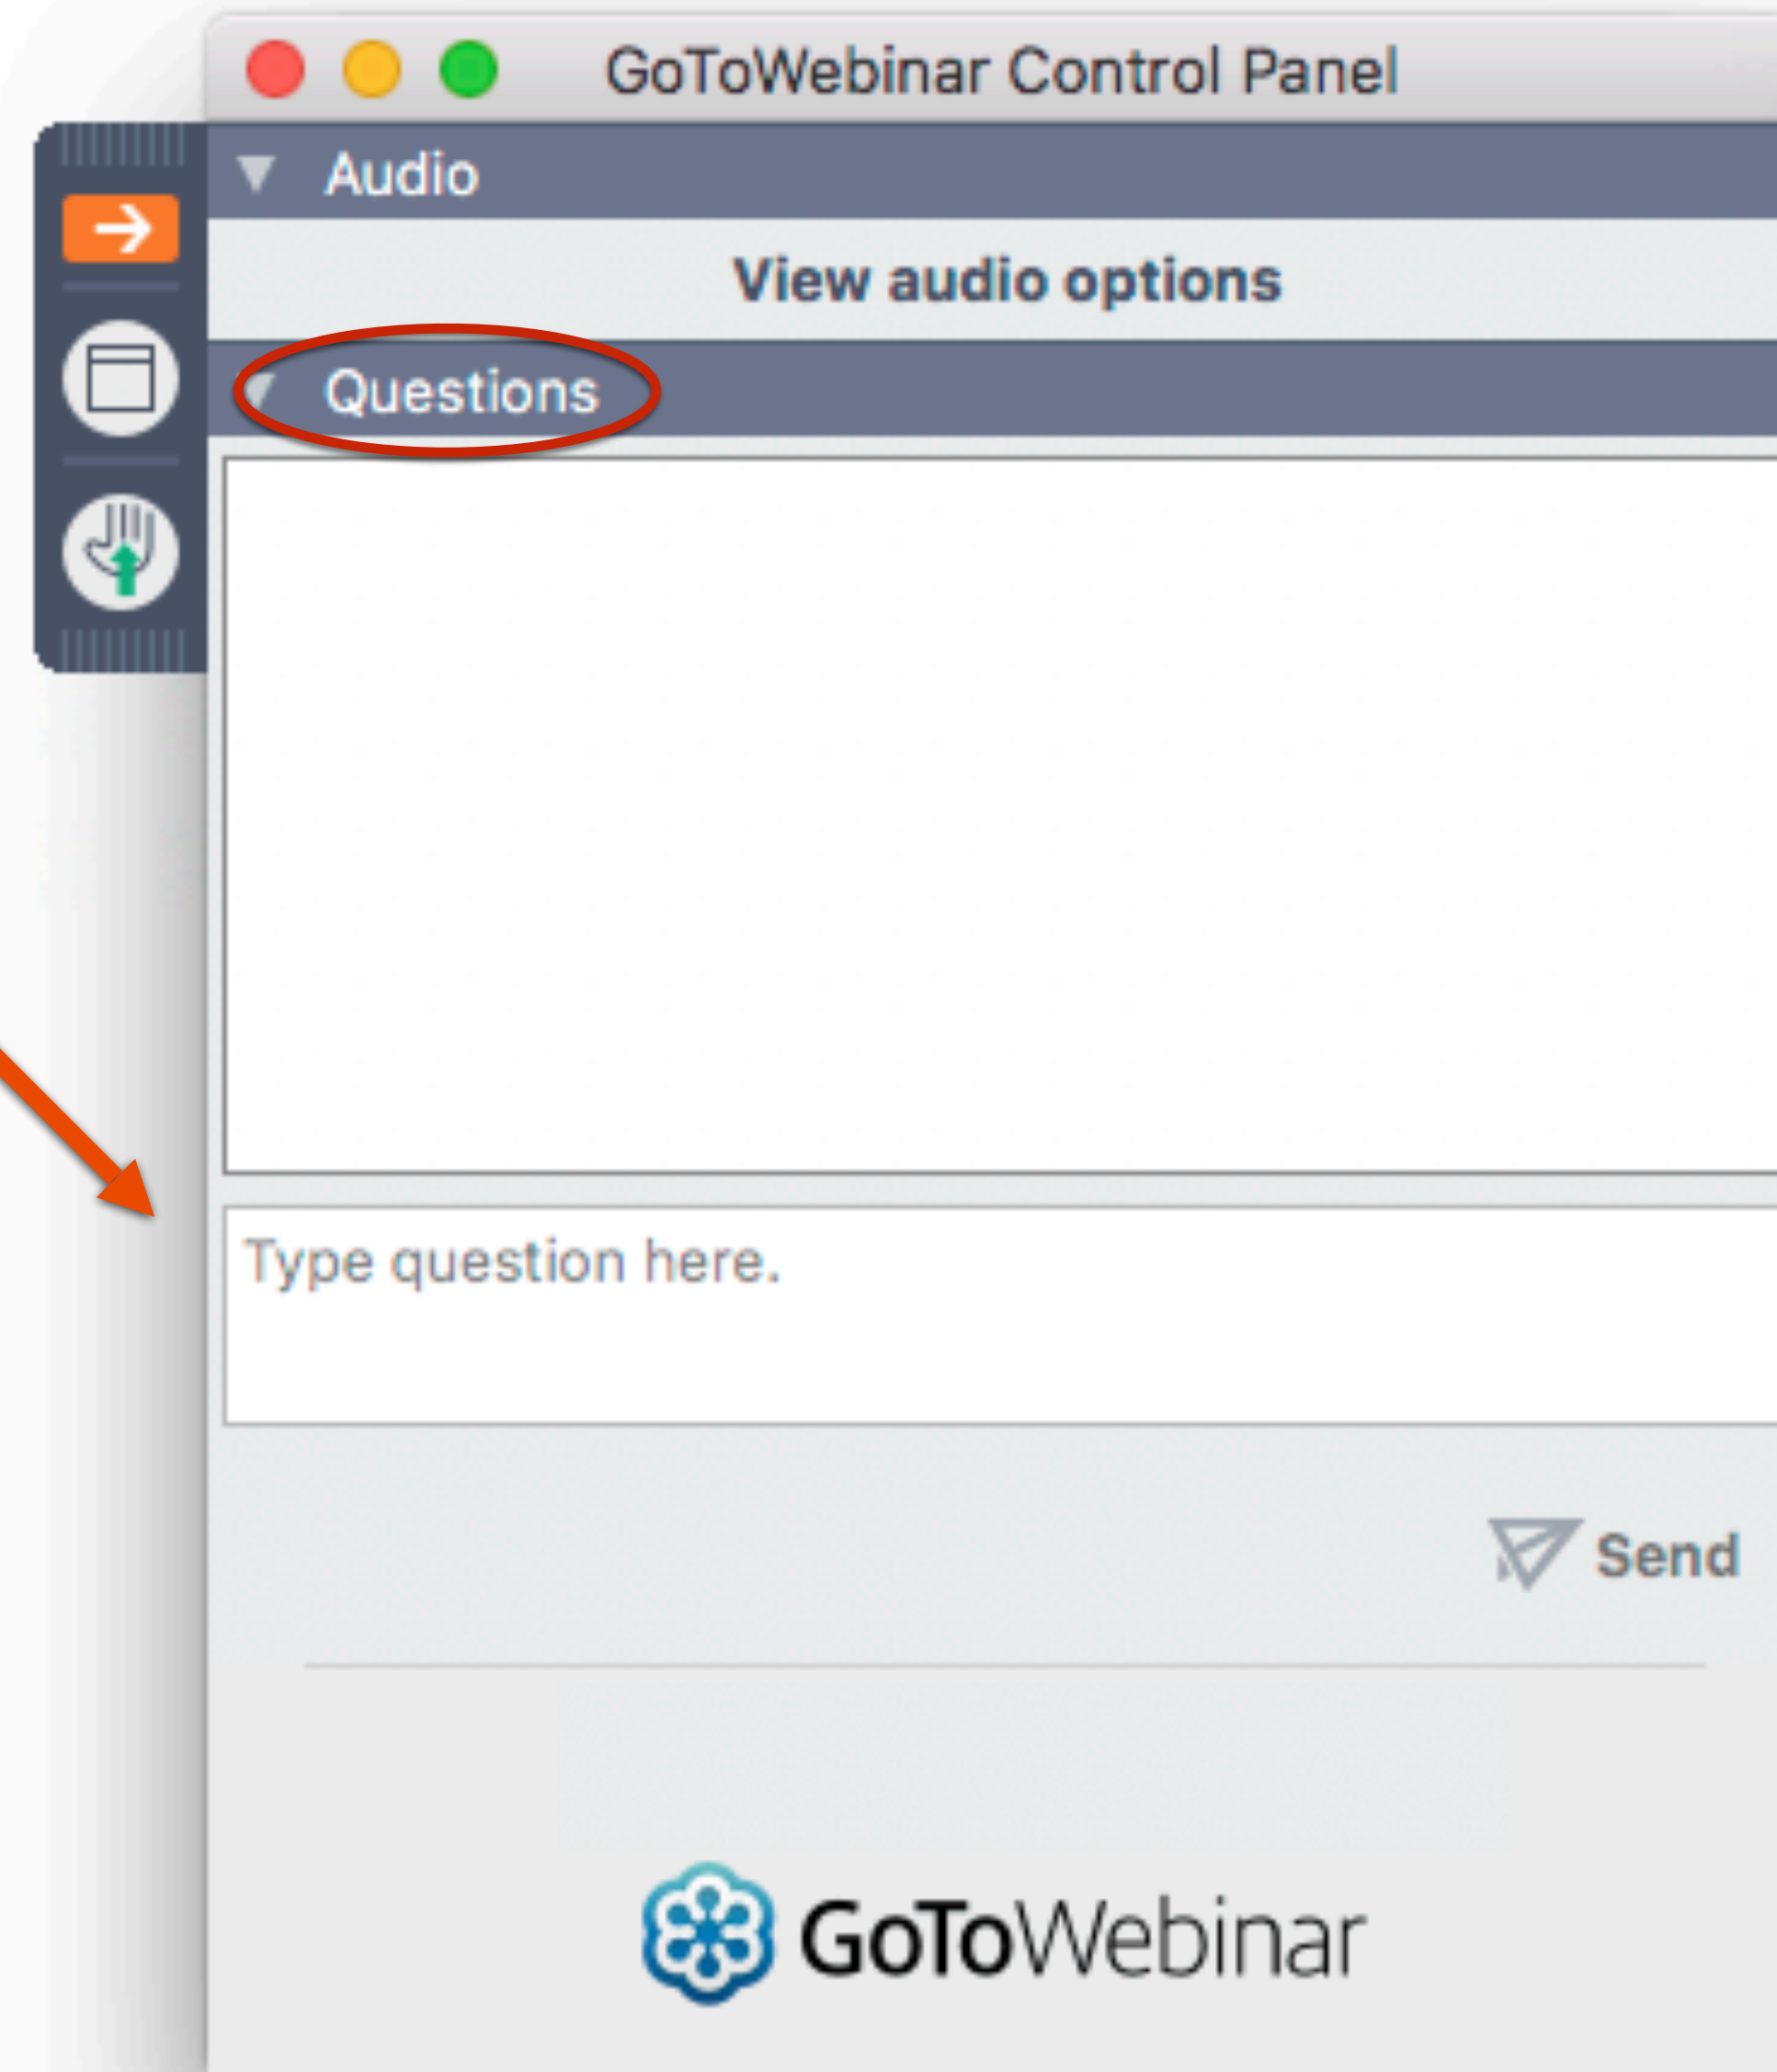 GoToWebinar Control Panel
Audio
View audio options
Questions
Type question here.
Send
GoToWebinar